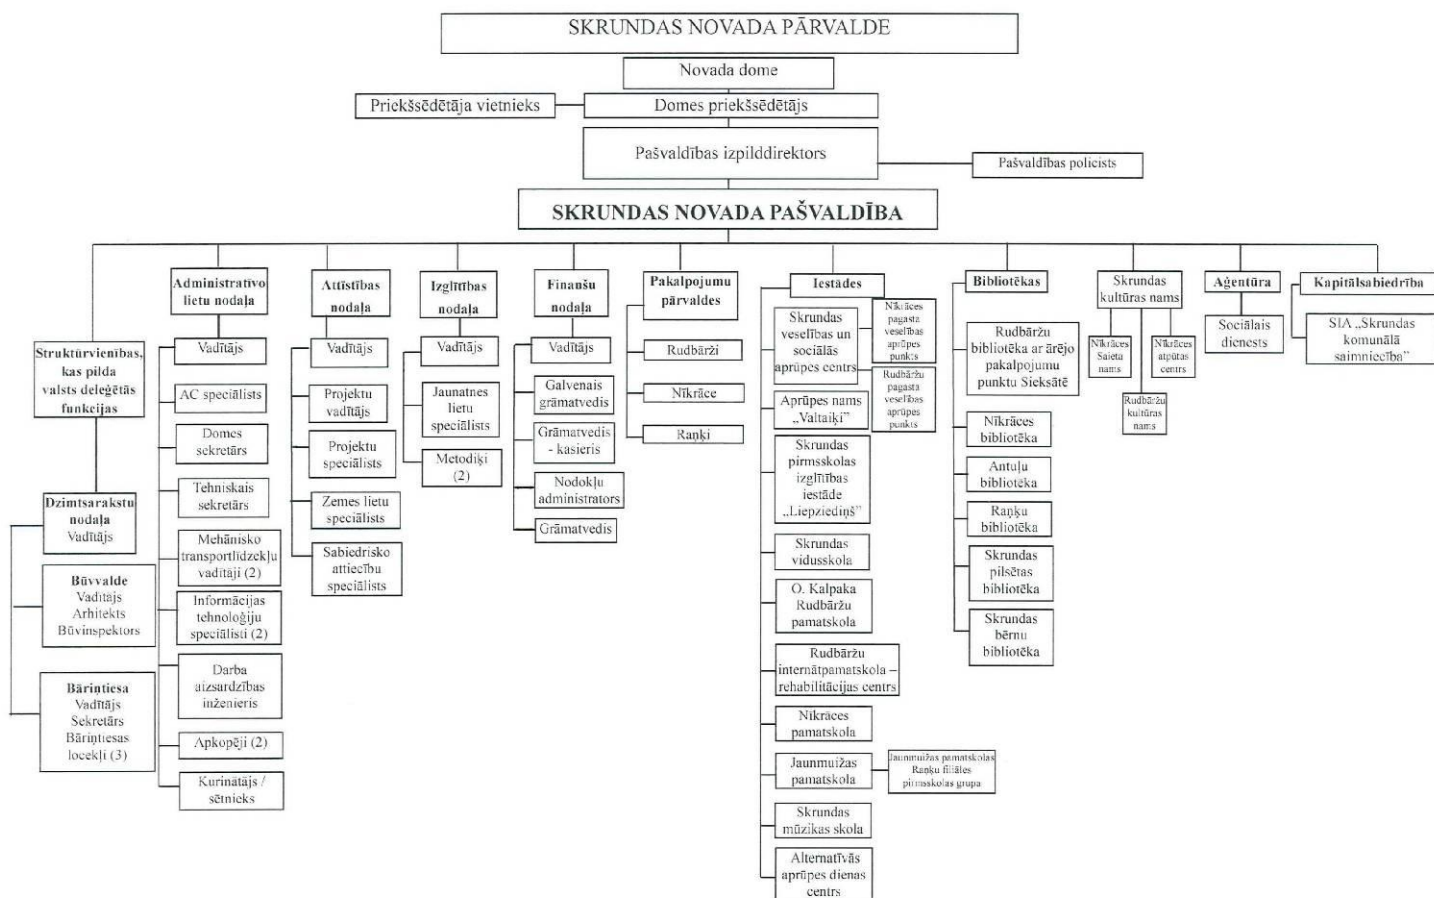 SKRUNDAS NOVADA PĀRVALDE
Novada dome
Priekšsēdētāja vietnieks
Domes priekšsēdētājs
Pašvaldības izpilddirektors
Pašvaldības policists
SKRUNDAS NOVADA PAŠVALDĪBA
Struktūrvienības,
kas pilda
valsts deleģētās
funkcijas
Dzimtsarakstu
nodaļa
Vadītājs
Būvvalde
Vadītājs
Arhitekts
Būvinspektors
Bāriņtiesa
Vadītājs
Sekretārs
Bāriņtiesas
locekļi (3)
Administratīvo
lietu nodaļa
Vadītājs
AC speciālists
Domes
sekretārs
Tehniskais
sekretārs
Mehānisko
transportlīdzekļu
vadītāji (2)
Informācijas
tehnoloģiju
speciālisti (2)
Darba
aizsardzības
inženieris
Apkopēji (2)
Kurinātājs /
sētnieks
Attīstības
nodaļa
Vadītājs
Projektu
vadītājs
Projektu
speciālists
Zemes lietu
speciālists
Sabiedrisko
attiecību
speciālists
Izglītības
nodaļa
Vadītājs
Jaunatnes
lietu
speciālists
Metodiķi
(2)
Finanšu
nodaļa
Vadītājs
Galvenais
grāmatvedis
Grāmatvedis
- kasieris
Nodokļu
administrators
Grāmatvedis
Pakalpojumu
pārvaldes
Rudbārži
Nīkrāce
Raņķi
Iestādes
Skrundas
veselības un
sociālās
aprūpes centrs
Nīkrāces
pagasta
veselības
aprūpes
punkts
Rudbāržu
pagasta
veselības
aprūpes
punkts
Aprūpes nams
„Valtaiķi”
Skrundas
pirmsskolas
izglītības
iestāde
„Liepziediņš”
Skrundas
vidusskola
O. Kalpaka
Rudbāržu
pamatskola
Rudbāržu
internātpamatskola –
rehabilitācijas centrs
Nīkrāces
pamatskola
Jaunmuižas
pamatskola
Jaunmuižas pamatskolas
Raņķu filiāles
pirmsskolas grupa
Skrundas
mūzikas skola
Alternatīvās
aprūpes dienas
centrs
Bibliotēkas
Rudbāržu
bibliotēka ar ārējo
pakalpojumu
punktu Sieksātē
Nīkrāces
bibliotēka
Antuļu
bibliotēka
Raņķu
bibliotēka
Skrundas
pilsētas
bibliotēka
Skrundas
bērnu
bibliotēka
Skrundas
kultūras nams
Nīkrāces
Saieta
nams
Nīkrāces
atpūtas
centrs
Rudbāržu
kultūras
nams
Aģentūra
Sociālais
dienests
Kapitālsabiedrība
SIA „Skrundas
komunālā
saimniecība”